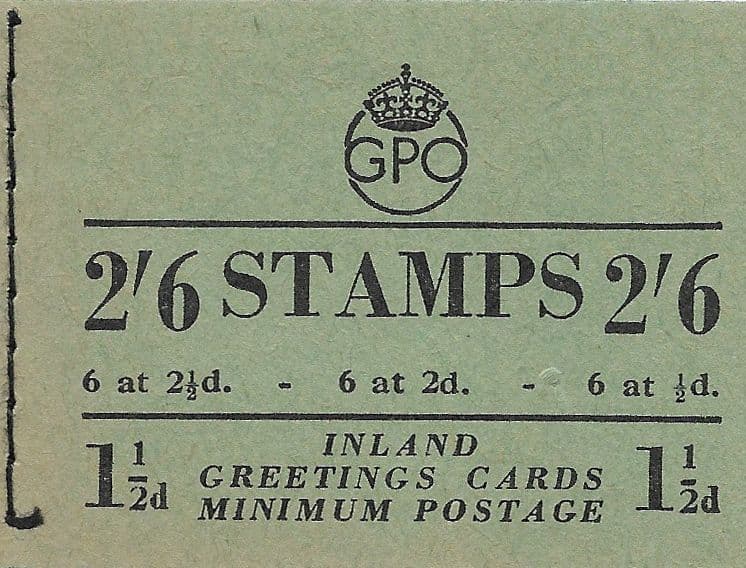 GPO
2'6 STAMPS 2'6
6 at 2½d. - 6 at 2d. - 6 at ½d.
1½d INLAND GREETINGS CARDS MINIMUM POSTAGE 1½d